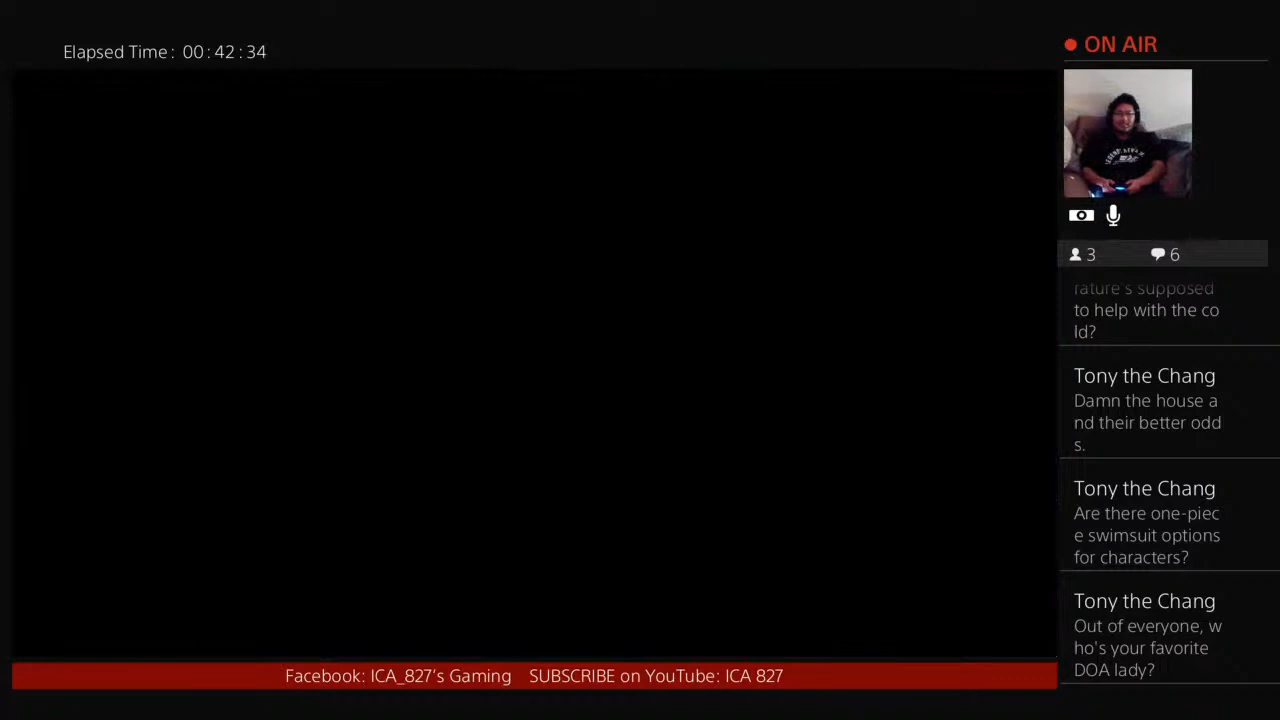 Elapsed Time: 00:42:34
ON AIR
3 6
rature's supposed
to help with the co
ld?
Tony the Chang
Damn the house a
nd their better odd
s.
Tony the Chang
Are there one-piec
e swimsuit options
for characters?
Tony the Chang
Out of everyone, w
ho's your favorite
DOA lady?
Facebook: ICA_827's Gaming SUBSCRIBE on YouTube: ICA 827